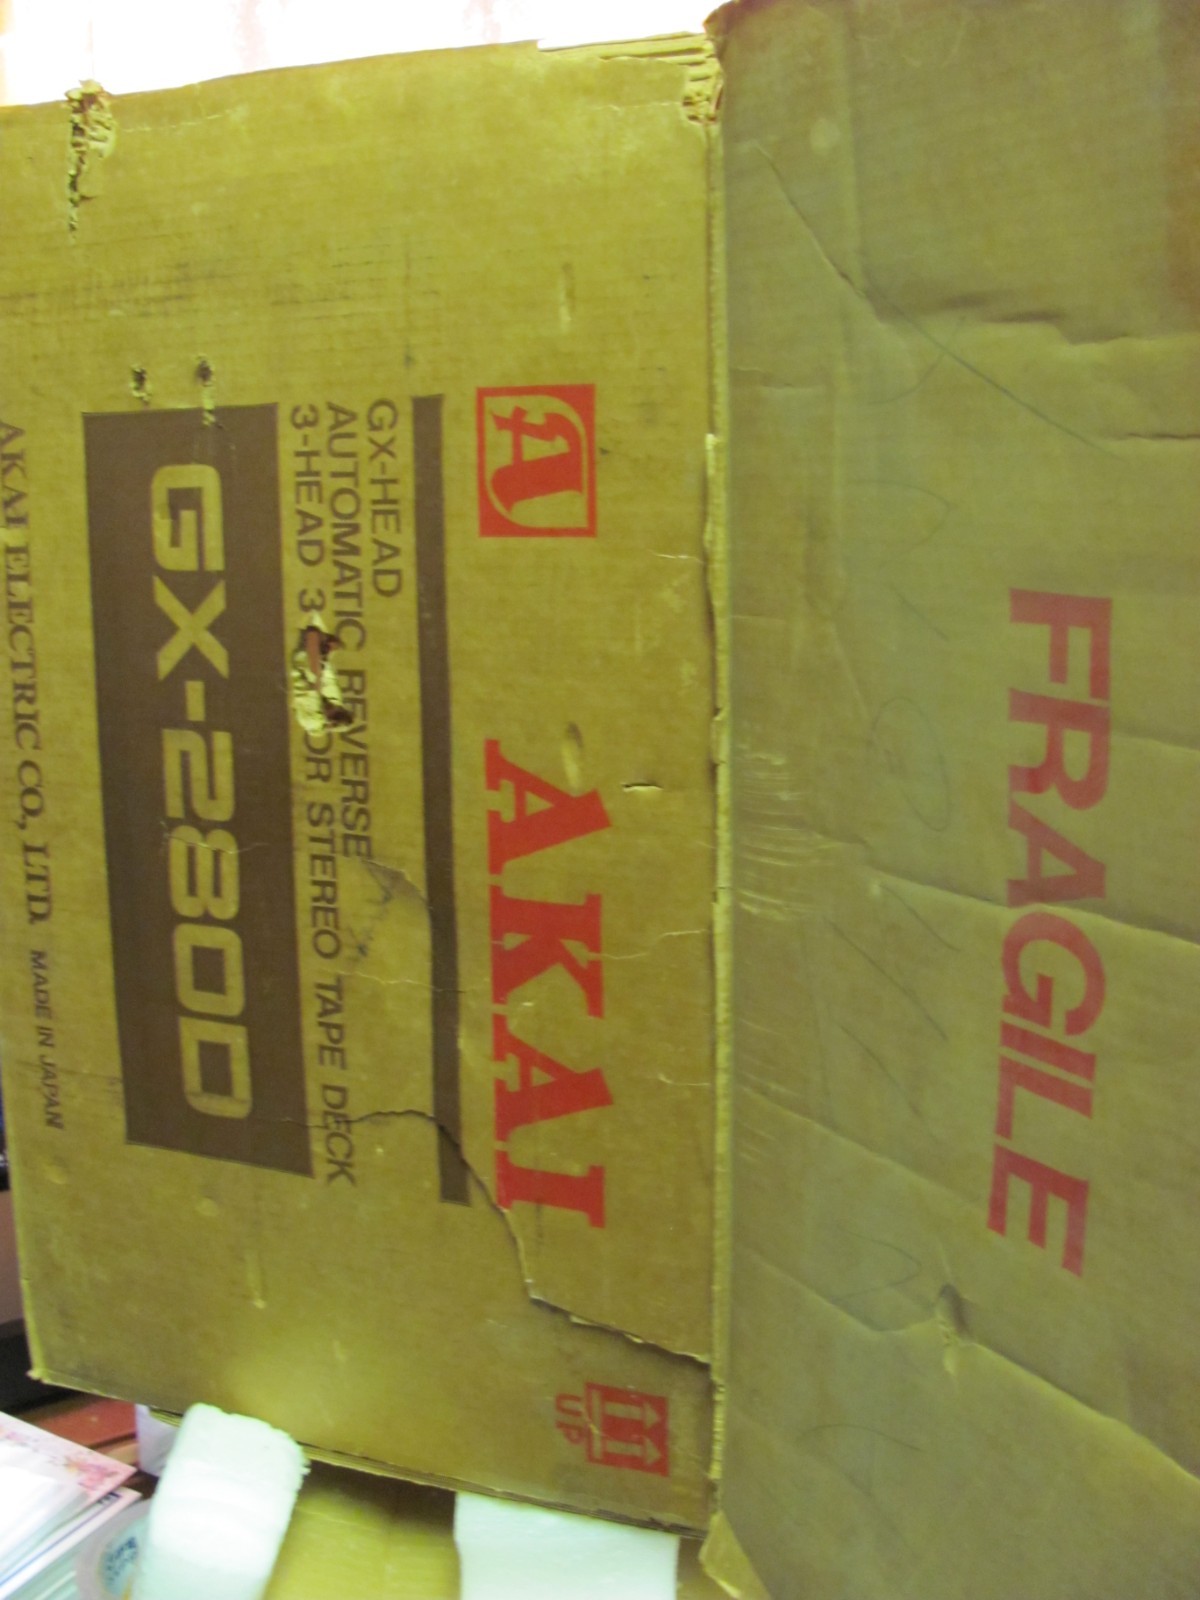 FRAGILE
UP
A AKAI
GX-HEAD
AUTOMATIC REVERSE
3-HEAD STEREO TAPE DECK
GX-280D
AKAI ELECTRIC CO., LTD. MADE IN JAPAN